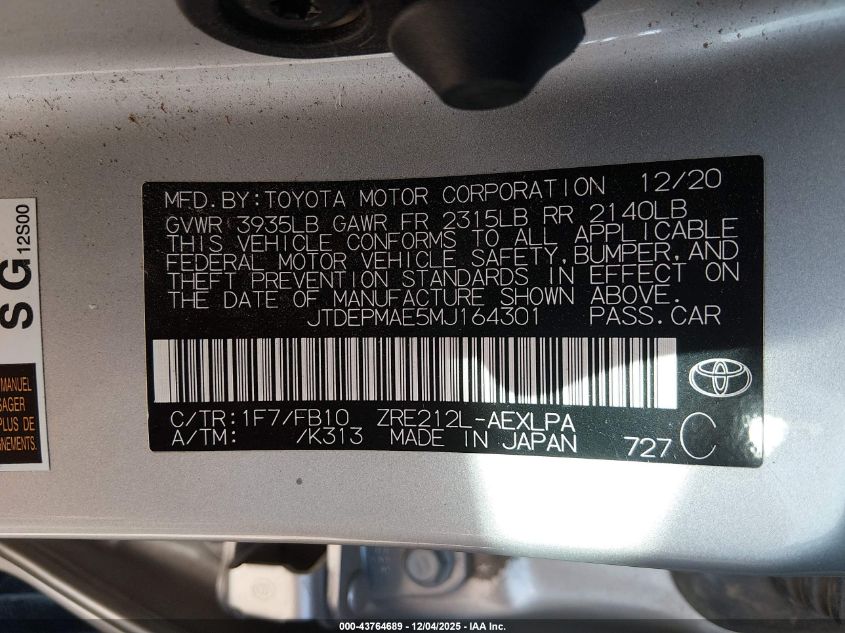 MFD.BY:TOYOTA MOTOR CORPORATION 12/20
GVWR 3935LB GAWR FR 2315LB RR 2140LB
THIS VEHICLE CONFORMS TO ALL APPLICABLE
FEDERAL MOTOR VEHICLE SAFETY,BUMPER,AND
THEFT PREVENTION STANDARDS IN EFFECT ON
THE DATE OF MANUFACTURE SHOWN ABOVE.
JTDEPMAE5MJ164301 PASS.CAR
C/TR:1F7/FB10 ZRE212L-AEXLPA
A/TM: /K313 MADE IN JAPAN 727 C
SG
12S00
MANUEL
SAGER
PLUS DE
GNEMENTS.
000-43764689 - 12/04/2025 - IAA Inc.